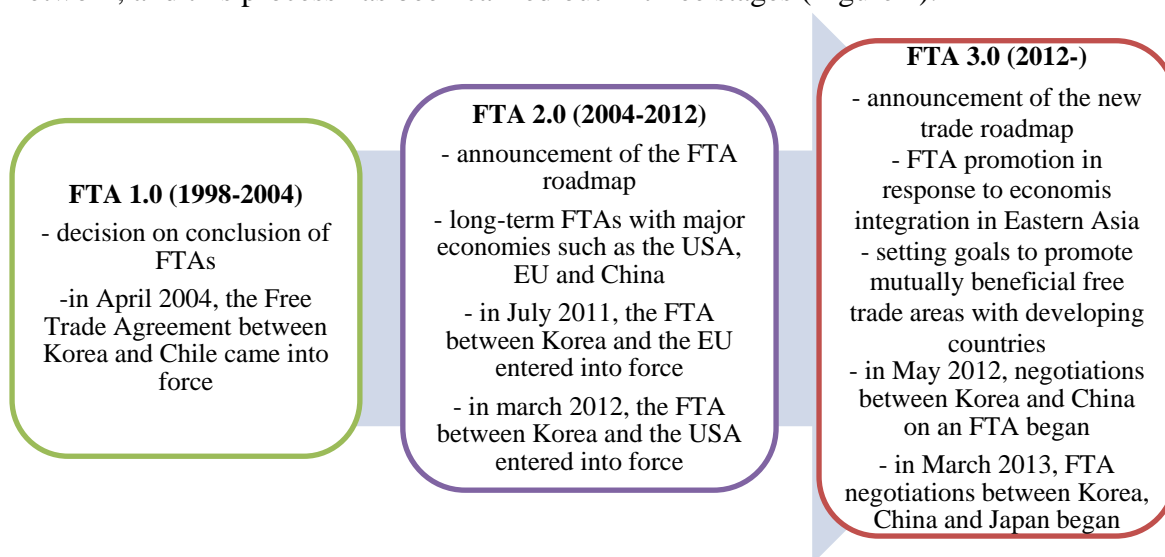 network, and this process has been carried out in three stages (Figure 1).
FTA 1.0 (1998-2004)
- decision on conclusion of
FTAs
-in April 2004, the Free
Trade Agreement between
Korea and Chile came into
force
FTA 2.0 (2004-2012)
- announcement of the FTA
roadmap
- long-term FTAs with major
economies such as the USA,
EU and China
- in July 2011, the FTA
between Korea and the EU
entered into force
- in march 2012, the FTA
between Korea and the USA
entered into force
FTA 3.0 (2012-)
- announcement of the new
trade roadmap
- FTA promotion in
response to economis
integration in Eastern Asia
- setting goals to promote
mutually beneficial free
trade areas with developing
countries
- in May 2012, negotiations
between Korea and China
on an FTA began
- in March 2013, FTA
negotiations between Korea,
China and Japan began